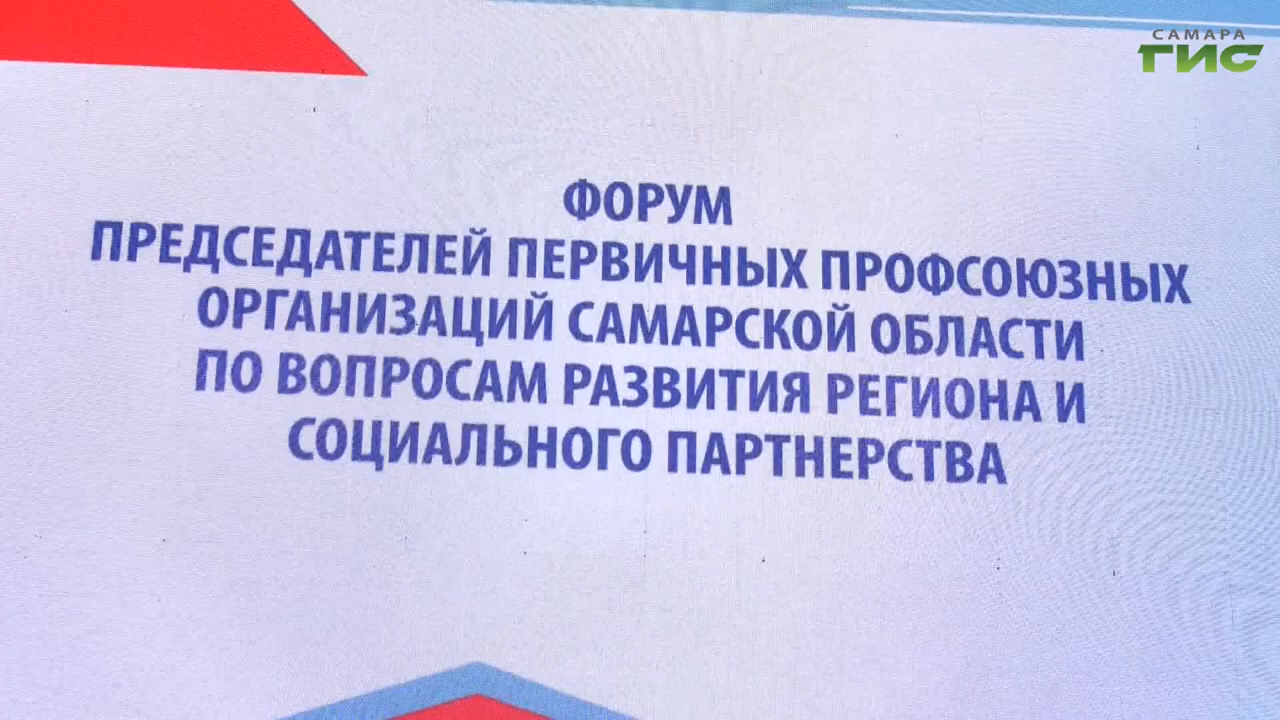 САМАРА
ГИС
ФОРУМ
ПРЕДСЕДАТЕЛЕЙ ПЕРВИЧНЫХ ПРОФСОЮЗНЫХ
ОРГАНИЗАЦИЙ САМАРСКОЙ ОБЛАСТИ
ПО ВОПРОСАМ РАЗВИТИЯ РЕГИОНА И
СОЦИАЛЬНОГО ПАРТНЕРСТВА